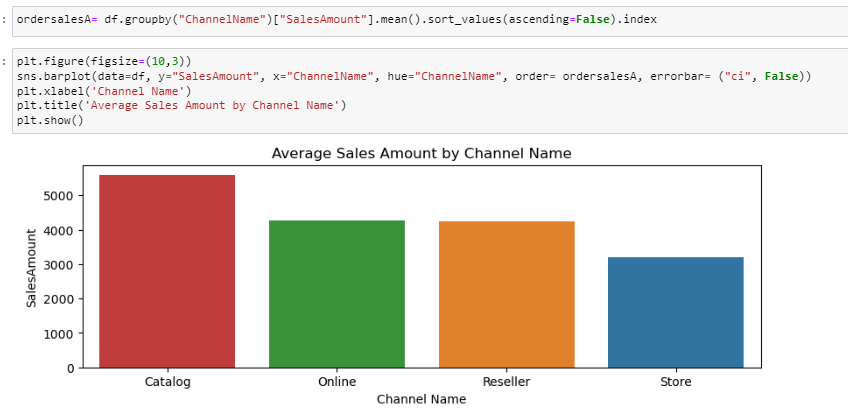 : ordersalesA= df.groupby("ChannelName")["SalesAmount"].mean().sort_values(ascending=False).index
: plt.figure(figsize=(10,3))
sns.barplot(data=df, y="SalesAmount", x="ChannelName", hue="ChannelName", order= ordersalesA, errorbar= ("ci", False))
plt.xlabel('Channel Name')
plt.title('Average Sales Amount by Channel Name')
plt.show()
Average Sales Amount by Channel Name
SalesAmount
5000
4000
3000
2000
1000
0
Catalog Online Reseller Store
Channel Name